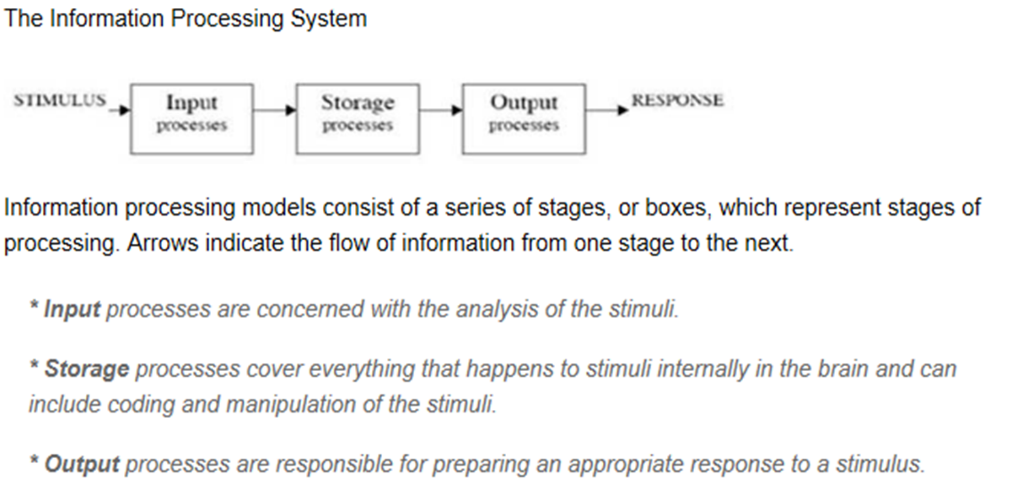 The Information Processing System
STIMULUS Input processes Storage processes Output processes RESPONSE
Information processing models consist of a series of stages, or boxes, which represent stages of
processing. Arrows indicate the flow of information from one stage to the next.
* Input processes are concerned with the analysis of the stimuli.
* Storage processes cover everything that happens to stimuli internally in the brain and can
include coding and manipulation of the stimuli.
* Output processes are responsible for preparing an appropriate response to a stimulus.